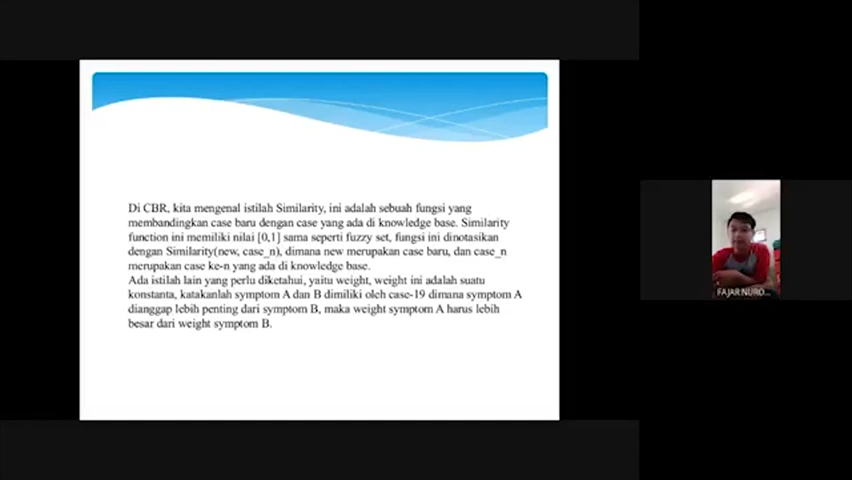 Di CBR, kita mengenal istilah Similarity, ini adalah sebuah fungsi yang
membandingkan case baru dengan case yang ada di knowledge base. Similarity
function ini memiliki nilai [0,1] sama seperti fuzzy set, fungsi ini dinotasikan
dengan Similarity(new, case_n), dimana new merupakan case baru, dan case_n
merupakan case ke-n yang ada di knowledge base.
Ada istilah lain yang perlu diketahui, yaitu weight, weight ini adalah suatu
konstanta, katakanlah symptom A dan B dimiliki oleh case-19 dimana symptom A
dianggap lebih penting dari symptom B, maka weight symptom A harus lebih
besar dari weight symptom B.
FAJAR NURO...